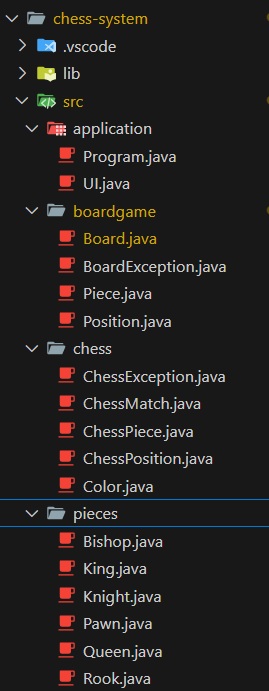 chess-system
.vscode
lib
src
application
Program.java
UI.java
boardgame
Board.java
BoardException.java
Piece.java
Position.java
chess
ChessException.java
ChessMatch.java
ChessPiece.java
ChessPosition.java
Color.java
pieces
Bishop.java
King.java
Knight.java
Pawn.java
Queen.java
Rook.java